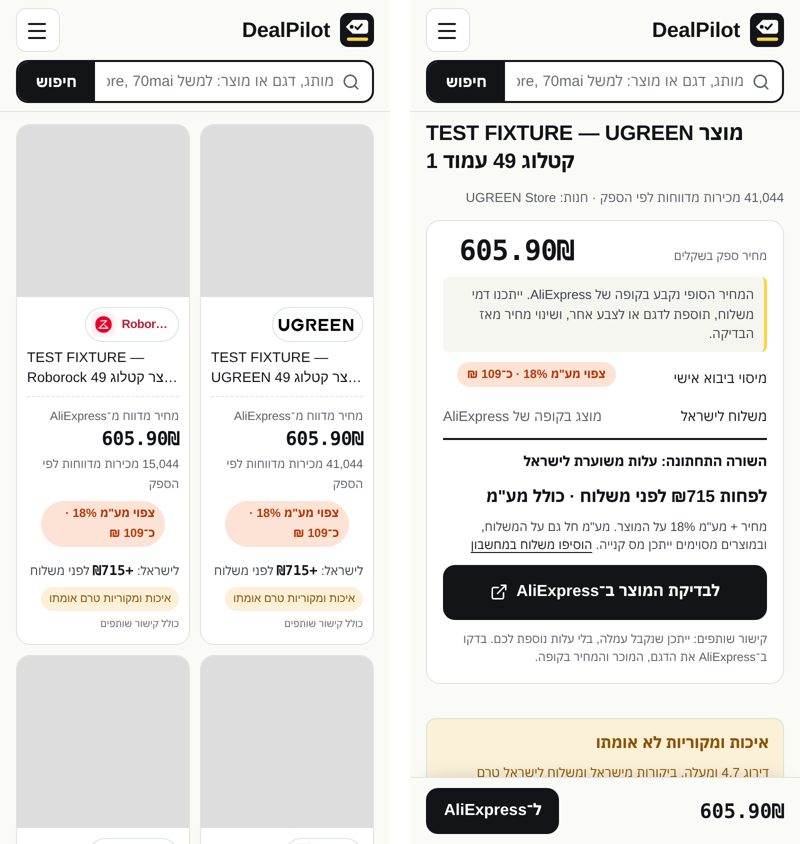 DealPilot
חיפוש
מותג, דגם או מוצר: למשל ore, 70mai
UGREEN
TEST FIXTURE —
…צר קטלוג 49 UGREEN
מחיר מדווח מ־AliExpress
605.90₪
41,044 מכירות מדווחות לפי
הספק
צפוי מע"מ 18% ·
כ־109 ₪
לישראל: +715₪ לפני משלוח
איכות ומקוריות טרם אומתו
כולל קישור שותפים
Robor…
TEST FIXTURE —
…צר קטלוג 49 Roborock
מחיר מדווח מ־AliExpress
605.90₪
15,044 מכירות מדווחות לפי
הספק
צפוי מע"מ 18% ·
כ־109 ₪
לישראל: +715₪ לפני משלוח
איכות ומקוריות טרם אומתו
כולל קישור שותפים
DealPilot
חיפוש
מותג, דגם או מוצר: למשל ore, 70mai
TEST FIXTURE — UGREEN מוצר
קטלוג 49 עמוד 1
41,044 מכירות מדווחות לפי הספק · חנות: UGREEN Store
מחיר ספק בשקלים
605.90₪
המחיר הסופי נקבע בקופה של AliExpress. ייתכנו דמי
משלוח, תוספת לדגם או לצבע אחר, ושינוי מחיר מאז
הבדיקה.
מיסוי ביבוא אישי
צפוי מע"מ 18% · כ־109 ₪
משלוח לישראל
מוצג בקופה של AliExpress
השורה התחתונה: עלות משוערת לישראל
לפחות 715₪ לפני משלוח · כולל מע"מ
מחיר + מע"מ 18% על המוצר. מע"מ חל גם על המשלוח,
ובמוצרים מסוימים ייתכן מס קנייה. הוסיפו משלוח במחשבון
לבדיקת המוצר ב־AliExpress
קישור שותפים: ייתכן שנקבל עמלה, בלי עלות נוספת לכם. בדקו
ב־AliExpress את הדגם, המוכר והמחיר בקופה.
איכות ומקוריות לא אומתו
דירוג 4.7 ומעלה, ביקורות מישראל ומשלוח לישראל טרם
605.90₪
ל־AliExpress